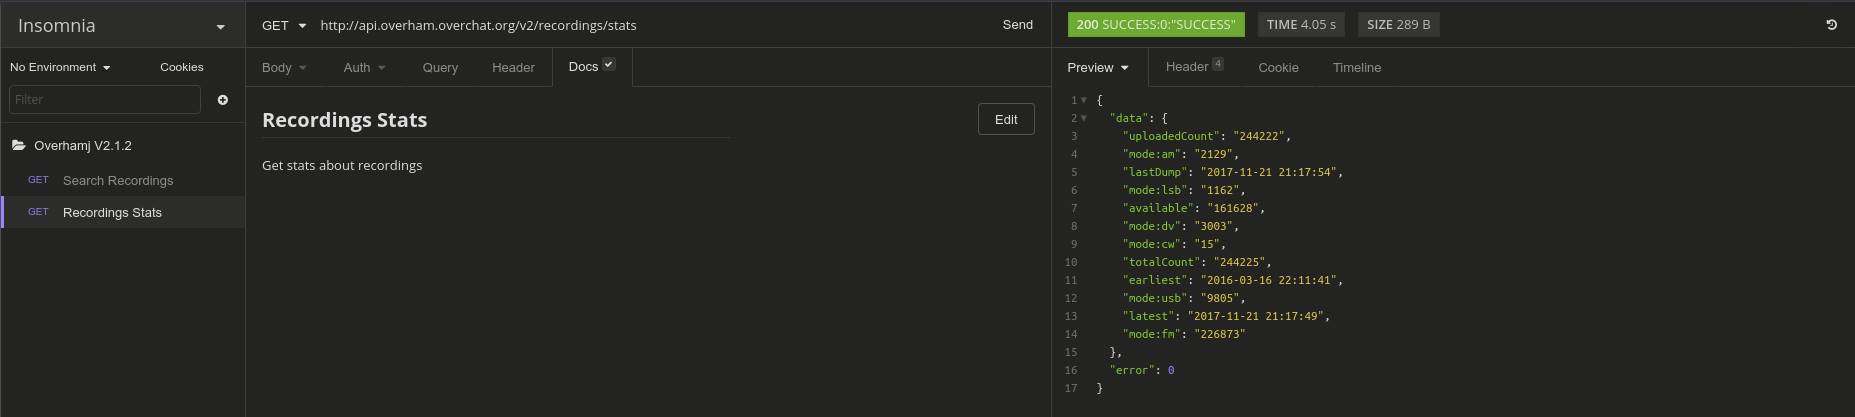 Insomnia
GET http://api.overham.overchat.org/v2/recordings/stats Send
200 SUCCESS:0:"SUCCESS" TIME 4.05 s SIZE 289 B
No Environment Cookies
Body Auth Query Header Docs
Preview Header 4 Cookie Timeline
Filter
Overhamj V2.1.2
GET Search Recordings
GET Recordings Stats
Recordings Stats Edit
Get stats about recordings
1 {
2 "data": {
3 "uploadedCount": "244222",
4 "mode:am": "2129",
5 "lastDump": "2017-11-21 21:17:54",
6 "mode:lsb": "1162",
7 "available": "161628",
8 "mode:dv": "3003",
9 "mode:cw": "15",
10 "totalCount": "244225",
11 "earliest": "2016-03-16 22:11:41",
12 "mode:usb": "9805",
13 "latest": "2017-11-21 21:17:49",
14 "mode:fm": "226873"
15 },
16 "error": 0
17 }